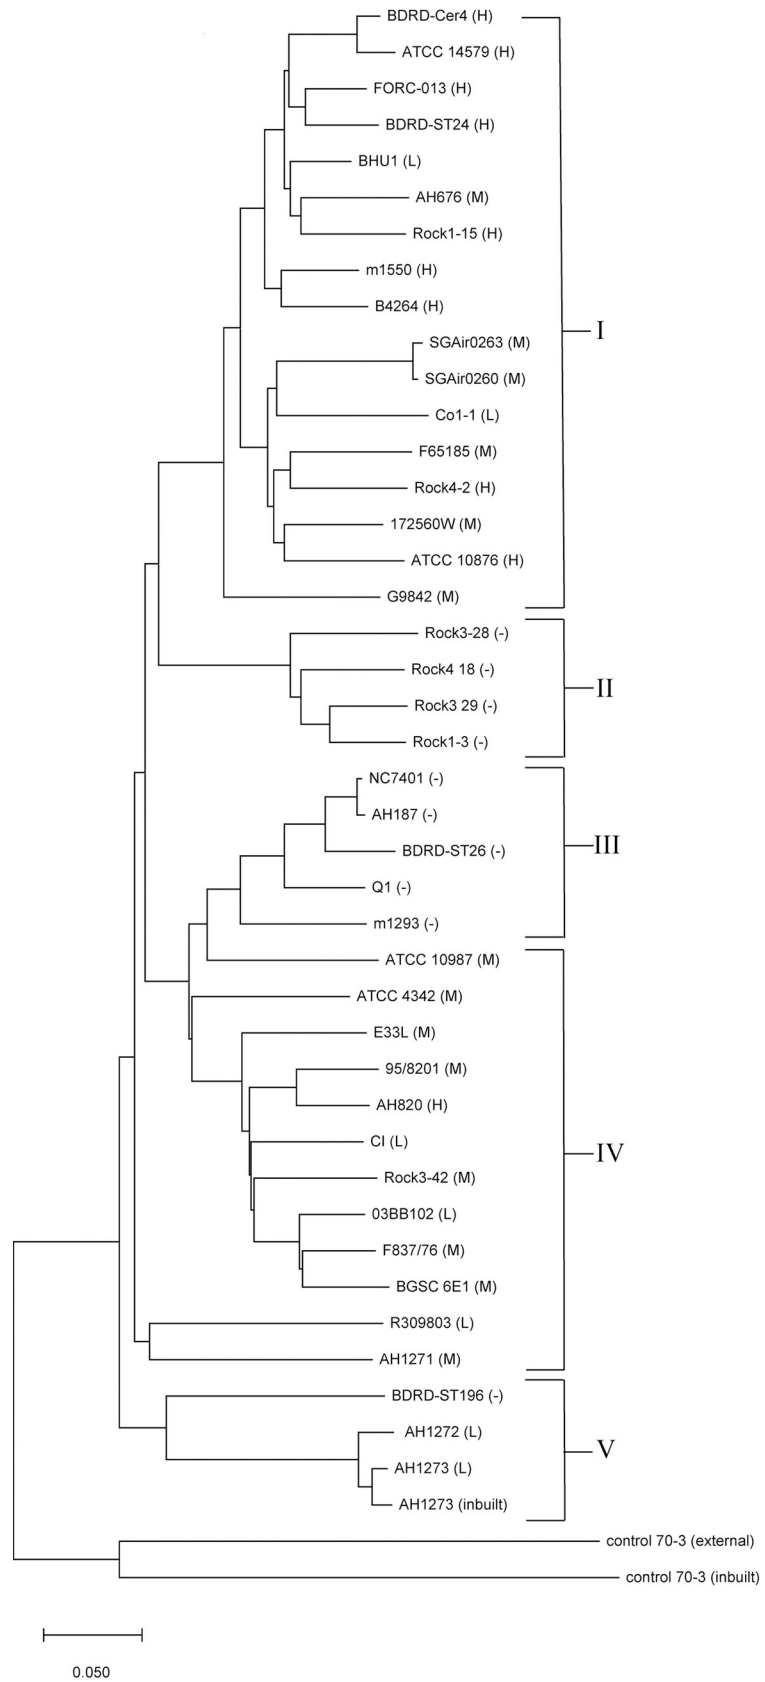 BDRD-Cer4 (H)
ATCC 14579 (H)
FORC-013 (H)
BDRD-ST24 (H)
BHU1 (L)
AH676 (M)
Rock1-15 (H)
m1550 (H)
B4264 (H)
I
SGAir0263 (M)
SGAir0260 (M)
Co1-1 (L)
F65185 (M)
Rock4-2 (H)
172560W (M)
ATCC 10876 (H)
G9842 (M)
Rock3-28 (-)
Rock4 18 (-)
II
Rock3 29 (-)
Rock1-3 (-)
NC7401 (-)
AH187 (-)
III
BDRD-ST26 (-)
Q1 (-)
m1293 (-)
ATCC 10987 (M)
ATCC 4342 (M)
E33L (M)
95/8201 (M)
AH820 (H)
CI (L)
IV
Rock3-42 (M)
03BB102 (L)
F837/76 (M)
BGSC 6E1 (M)
R309803 (L)
AH1271 (M)
BDRD-ST196 (-)
AH1272 (L)
V
AH1273 (L)
AH1273 (inbuilt)
control 70-3 (external)
control 70-3 (inbuilt)
0.050